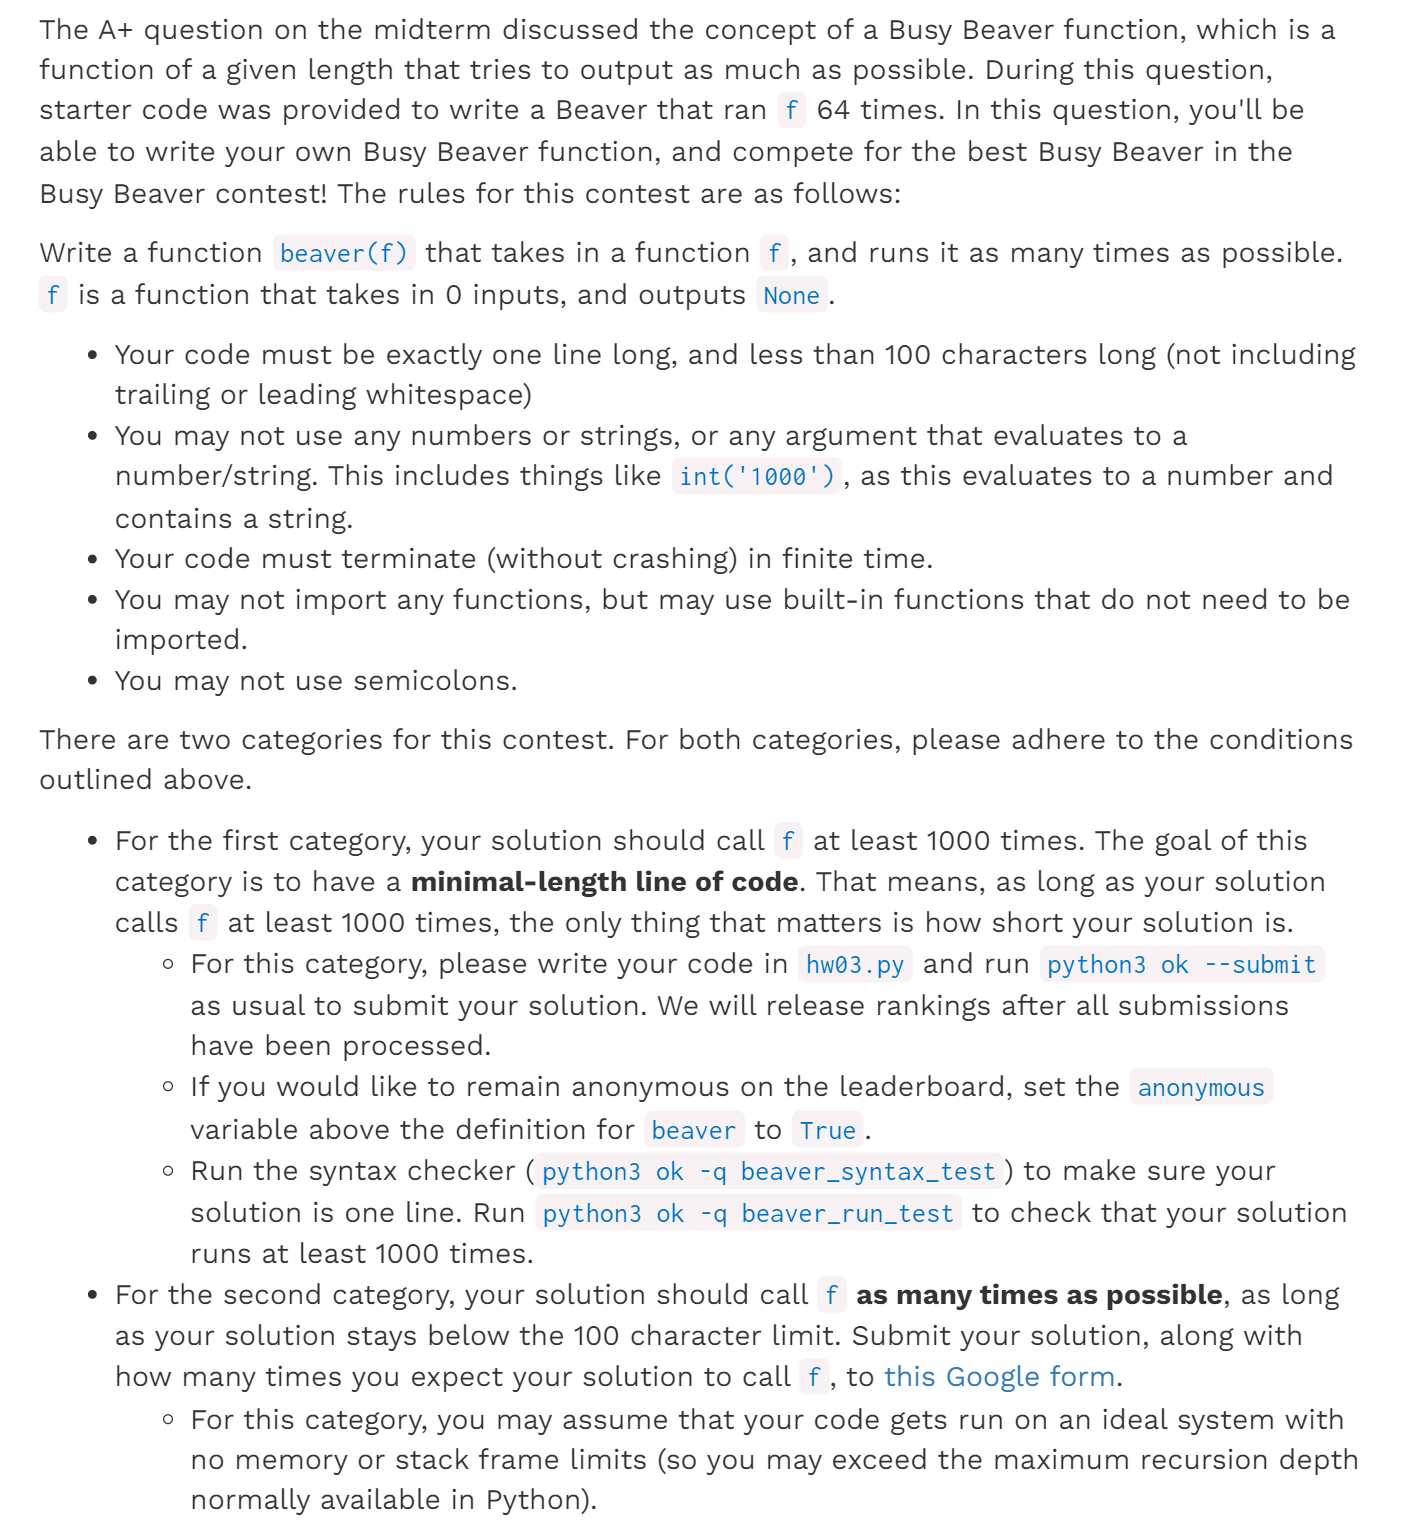 The A+ question on the midterm discussed the concept of a Busy Beaver function, which is a
function of a given length that tries to output as much as possible. During this question,
starter code was provided to write a Beaver that ran f 64 times. In this question, you'll be
able to write your own Busy Beaver function, and compete for the best Busy Beaver in the
Busy Beaver contest! The rules for this contest are as follows:
Write a function beaver(f) that takes in a function f, and runs it as many times as possible.
f is a function that takes in 0 inputs, and outputs None.
• Your code must be exactly one line long, and less than 100 characters long (not including
trailing or leading whitespace)
• You may not use any numbers or strings, or any argument that evaluates to a
number/string. This includes things like int('1000'), as this evaluates to a number and
contains a string.
• Your code must terminate (without crashing) in finite time.
• You may not import any functions, but may use built-in functions that do not need to be
imported.
• You may not use semicolons.
There are two categories for this contest. For both categories, please adhere to the conditions
outlined above.
• For the first category, your solution should call f at least 1000 times. The goal of this
category is to have a minimal-length line of code. That means, as long as your solution
calls f at least 1000 times, the only thing that matters is how short your solution is.
○ For this category, please write your code in hw03.py and run python3 ok --submit
as usual to submit your solution. We will release rankings after all submissions
have been processed.
○ If you would like to remain anonymous on the leaderboard, set the anonymous
variable above the definition for beaver to True.
○ Run the syntax checker (python3 ok -q beaver_syntax_test) to make sure your
solution is one line. Run python3 ok -q beaver_run_test to check that your solution
runs at least 1000 times.
• For the second category, your solution should call f as many times as possible, as long
as your solution stays below the 100 character limit. Submit your solution, along with
how many times you expect your solution to call f, to this Google form.
○ For this category, you may assume that your code gets run on an ideal system with
no memory or stack frame limits (so you may exceed the maximum recursion depth
normally available in Python).